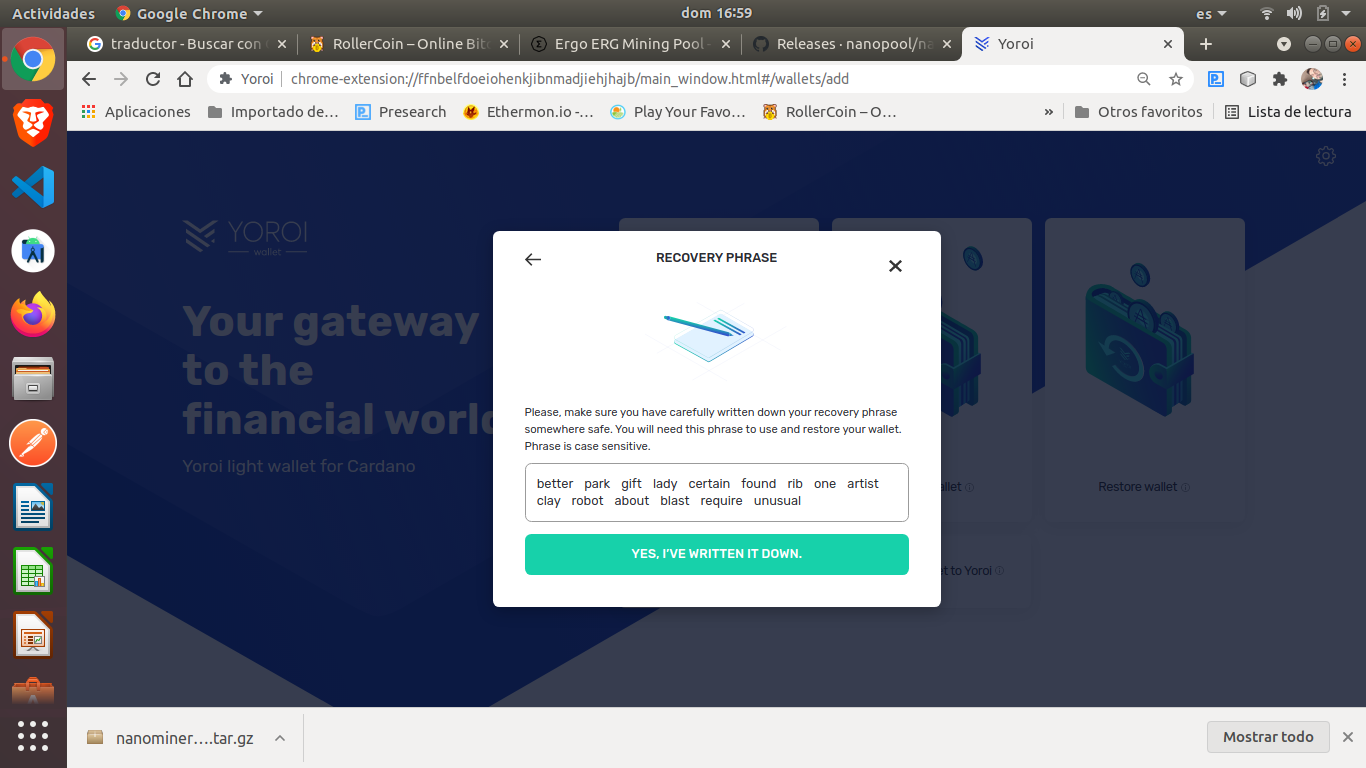 Actividades Google Chrome dom 16:59 es
traductor - Buscar con RollerCoin – Online Bit Ergo ERG Mining Pool - Releases · nanopool/na Yoroi
Yoroi chrome-extension://ffnbelfdoeiohenkjibnmadjiehjhajb/main_window.html#/wallets/add
Aplicaciones Importado de… Presearch Ethermon.io -… Play Your Favo… RollerCoin – O… » Otros favoritos Lista de lectura
YOROI
wallet
Your gateway
to the
financial world
Yoroi light wallet for Cardano
RECOVERY PHRASE
Please, make sure you have carefully written down your recovery phrase
somewhere safe. You will need this phrase to use and restore your wallet.
Phrase is case sensitive.
better park gift lady certain found rib one artist
clay robot about blast require unusual
YES, I'VE WRITTEN IT DOWN.
allet
Restore wallet
et to Yoroi
nanominer….tar.gz
Mostrar todo